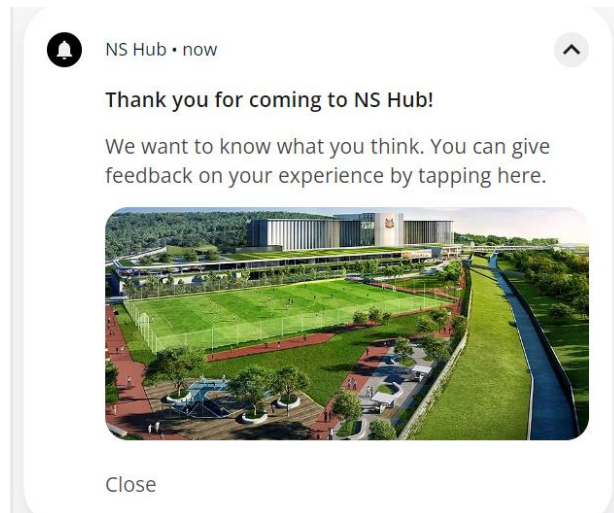 NS Hub • now
Thank you for coming to NS Hub!
We want to know what you think. You can give
feedback on your experience by tapping here.
Close